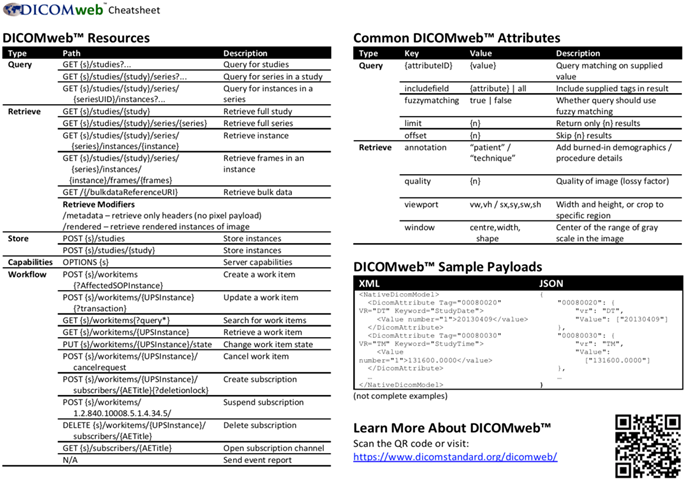 DICOMweb™ Cheatsheet
DICOMweb™ Resources
Type Path Description
Query GET {s}/studies?... Query for studies
GET {s}/studies/{study}/series?... Query for series in a study
GET {s}/studies/{study}/series/ Query for instances in a
{seriesUID}/instances?... series
Retrieve GET {s}/studies/{study} Retrieve full study
GET {s}/studies/{study}/series/{series} Retrieve full series
GET {s}/studies/{study}/series/ Retrieve instance
{series}/instances/{instance}
GET {s}/studies/{study}/series/ Retrieve frames in an
{series}/instances/ instance
{instance}/frames/{frames}
GET /{/bulkdataReferenceURI} Retrieve bulk data
Retrieve Modifiers
/metadata – retrieve only headers (no pixel payload)
/rendered – retrieve rendered instances of image
Store POST {s}/studies Store instances
POST {s}/studies/{study} Store instances
Capabilities OPTIONS {s} Server capabilities
Workflow POST {s}/workitems Create a work item
{?AffectedSOPInstance}
POST {s}/workitems/{UPSInstance} Update a work item
{?transaction}
GET {s}/workitems{?query*} Search for work items
GET {s}/workitems/{UPSInstance} Retrieve a work item
PUT {s}/workitems/{UPSInstance}/state Change work item state
POST {s}/workitems/{UPSInstance}/ Cancel work item
cancelrequest
POST {s}/workitems/{UPSInstance}/ Create subscription
subscribers/{AETitle}{?deletionlock}
POST {s}/workitems/ Suspend subscription
1.2.840.10008.5.1.4.34.5/
DELETE {s}/workitems/{UPSInstance}/ Delete subscription
subscribers/{AETitle}
GET {s}/subscribers/{AETitle} Open subscription channel
N/A Send event report
Common DICOMweb™ Attributes
Type Key Value Description
Query {attributeID} {value} Query matching on supplied
value
includefield {attribute} | all Include supplied tags in result
fuzzymatching true | false Whether query should use
fuzzy matching
limit {n} Return only {n} results
offset {n} Skip {n} results
Retrieve annotation “patient” / Add burned-in demographics /
“technique” procedure details
quality {n} Quality of image (lossy factor)
viewport vw,vh / sx,sy,sw,sh Width and height, or crop to
specific region
window centre,width, Center of the range of gray
shape scale in the image
DICOMweb™ Sample Payloads
XML JSON
<NativeDicomModel> {
<DicomAttribute Tag="00080020" "00080020": {
VR="DT" Keyword="StudyDate"> "vr": "DT",
<Value number="1">20130409</value> "Value": ["20130409"]
</DicomAttribute> },
<DicomAttribute Tag="00080030" "00080030": {
VR="TM" Keyword="StudyTime"> "vr": "TM",
<Value "Value":
number="1">131600.0000</value> ["131600.0000"]
</DicomAttribute> },
… …
</NativeDicomModel> }
(not complete examples)
Learn More About DICOMweb™
Scan the QR code or visit:
https://www.dicomstandard.org/dicomweb/